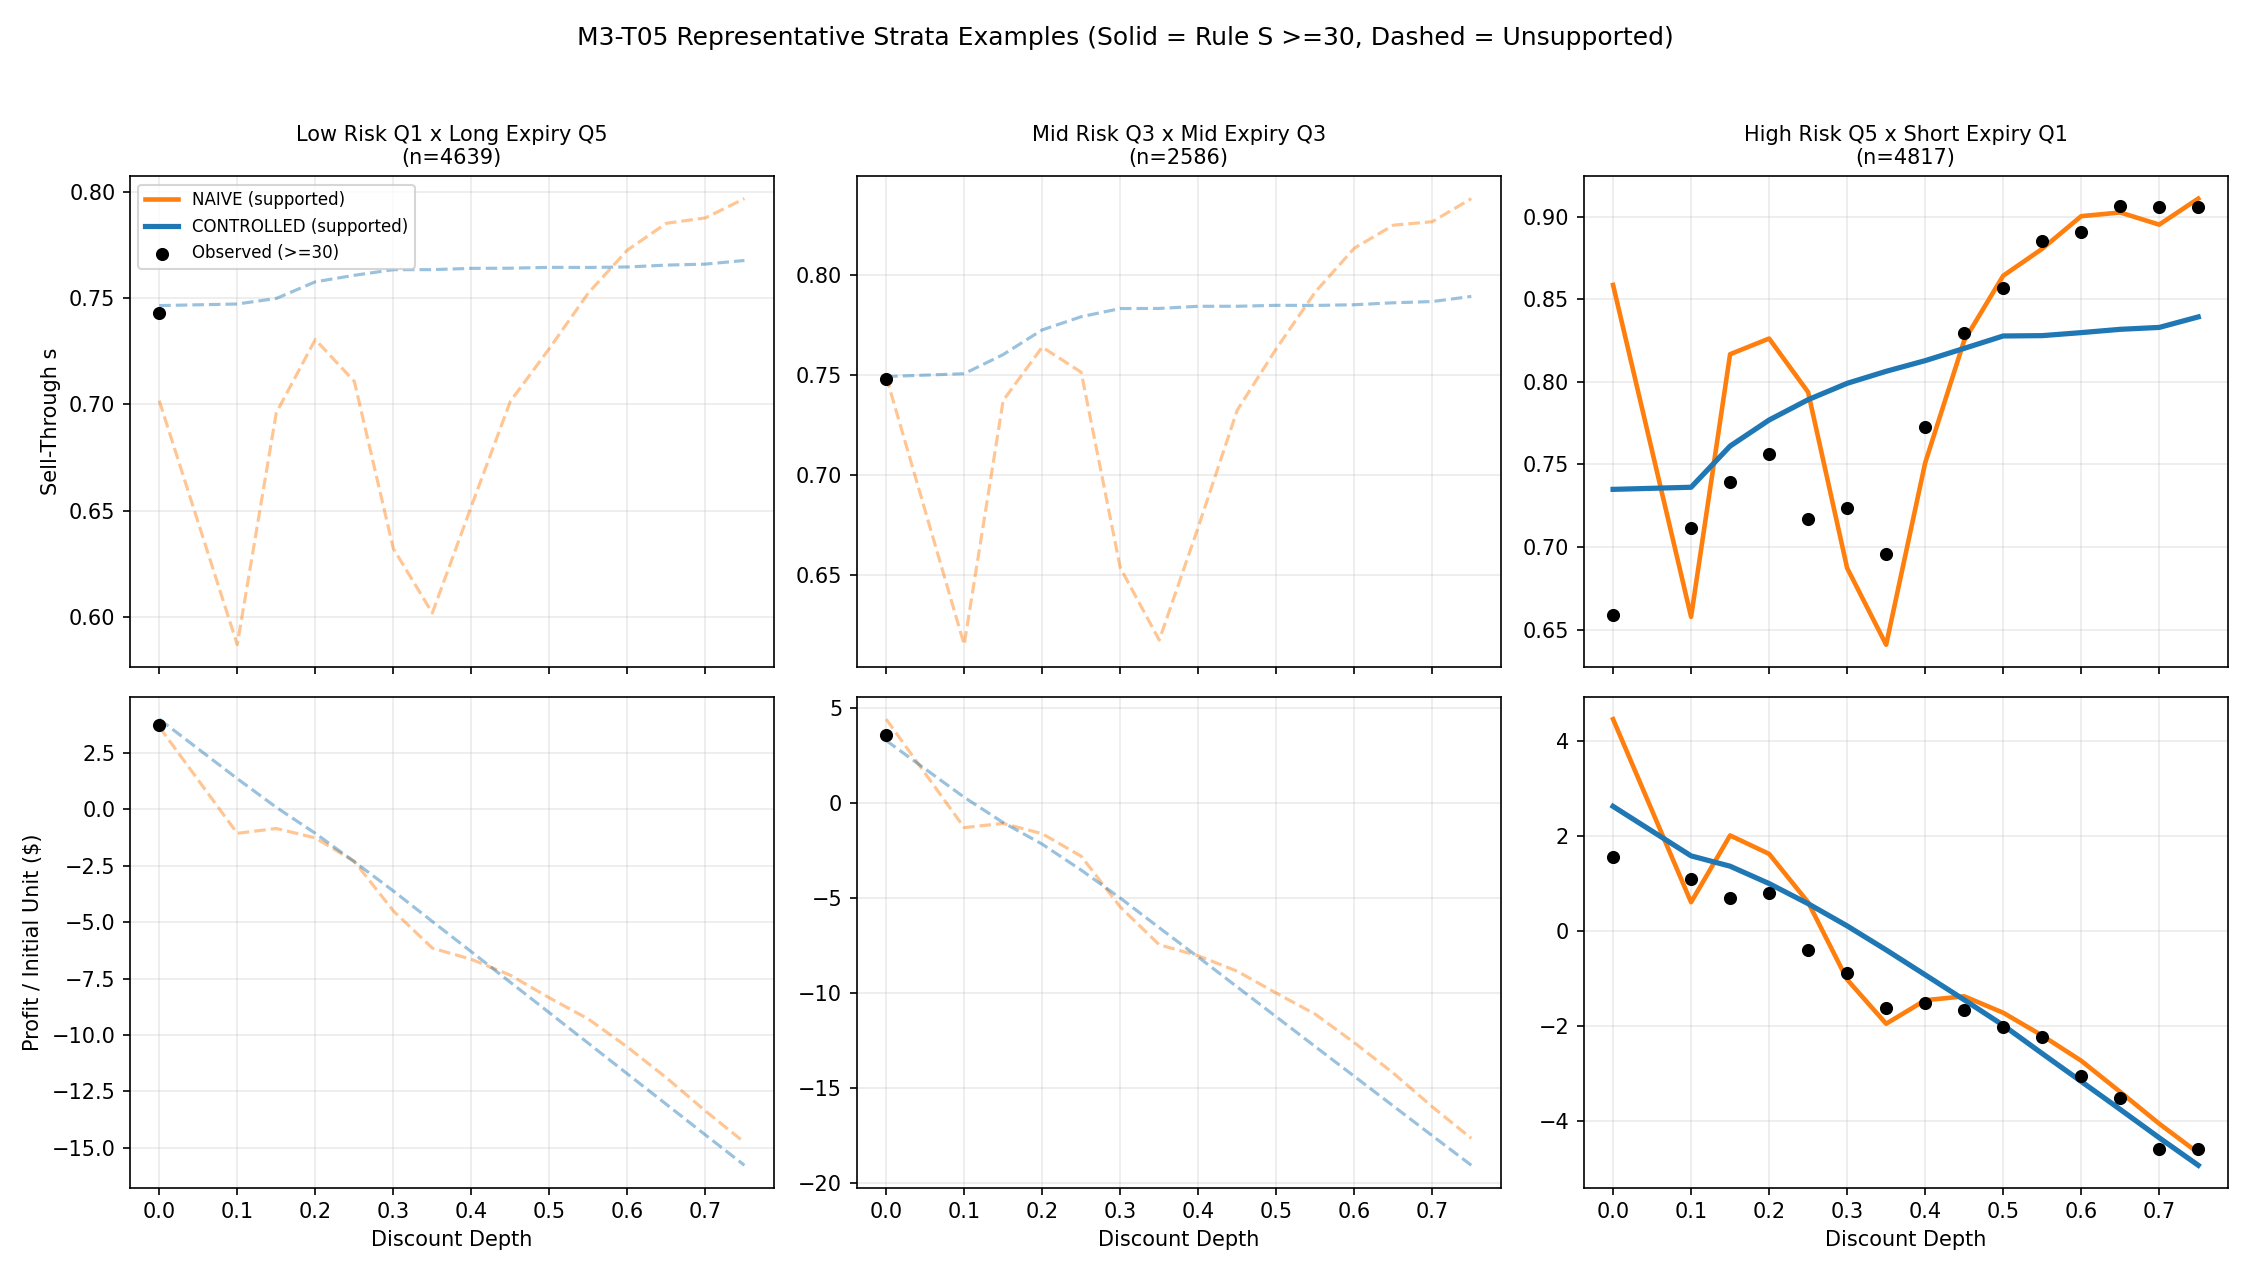 M3-T05 Representative Strata Examples (Solid = Rule S >=30, Dashed = Unsupported)
Low Risk Q1 x Long Expiry Q5
(n=4639)
Mid Risk Q3 x Mid Expiry Q3
(n=2586)
High Risk Q5 x Short Expiry Q1
(n=4817)
NAIVE (supported)
CONTROLLED (supported)
Observed (>=30)
Sell-Through s
0.80
0.75
0.70
0.65
0.60
0.80
0.75
0.70
0.65
0.90
0.85
0.80
0.75
0.70
0.65
Profit / Initial Unit ($)
2.5
0.0
−2.5
−5.0
−7.5
−10.0
−12.5
−15.0
5
0
−5
−10
−15
−20
4
2
0
−2
−4
0.0 0.1 0.2 0.3 0.4 0.5 0.6 0.7
0.0 0.1 0.2 0.3 0.4 0.5 0.6 0.7
0.0 0.1 0.2 0.3 0.4 0.5 0.6 0.7
Discount Depth
Discount Depth
Discount Depth